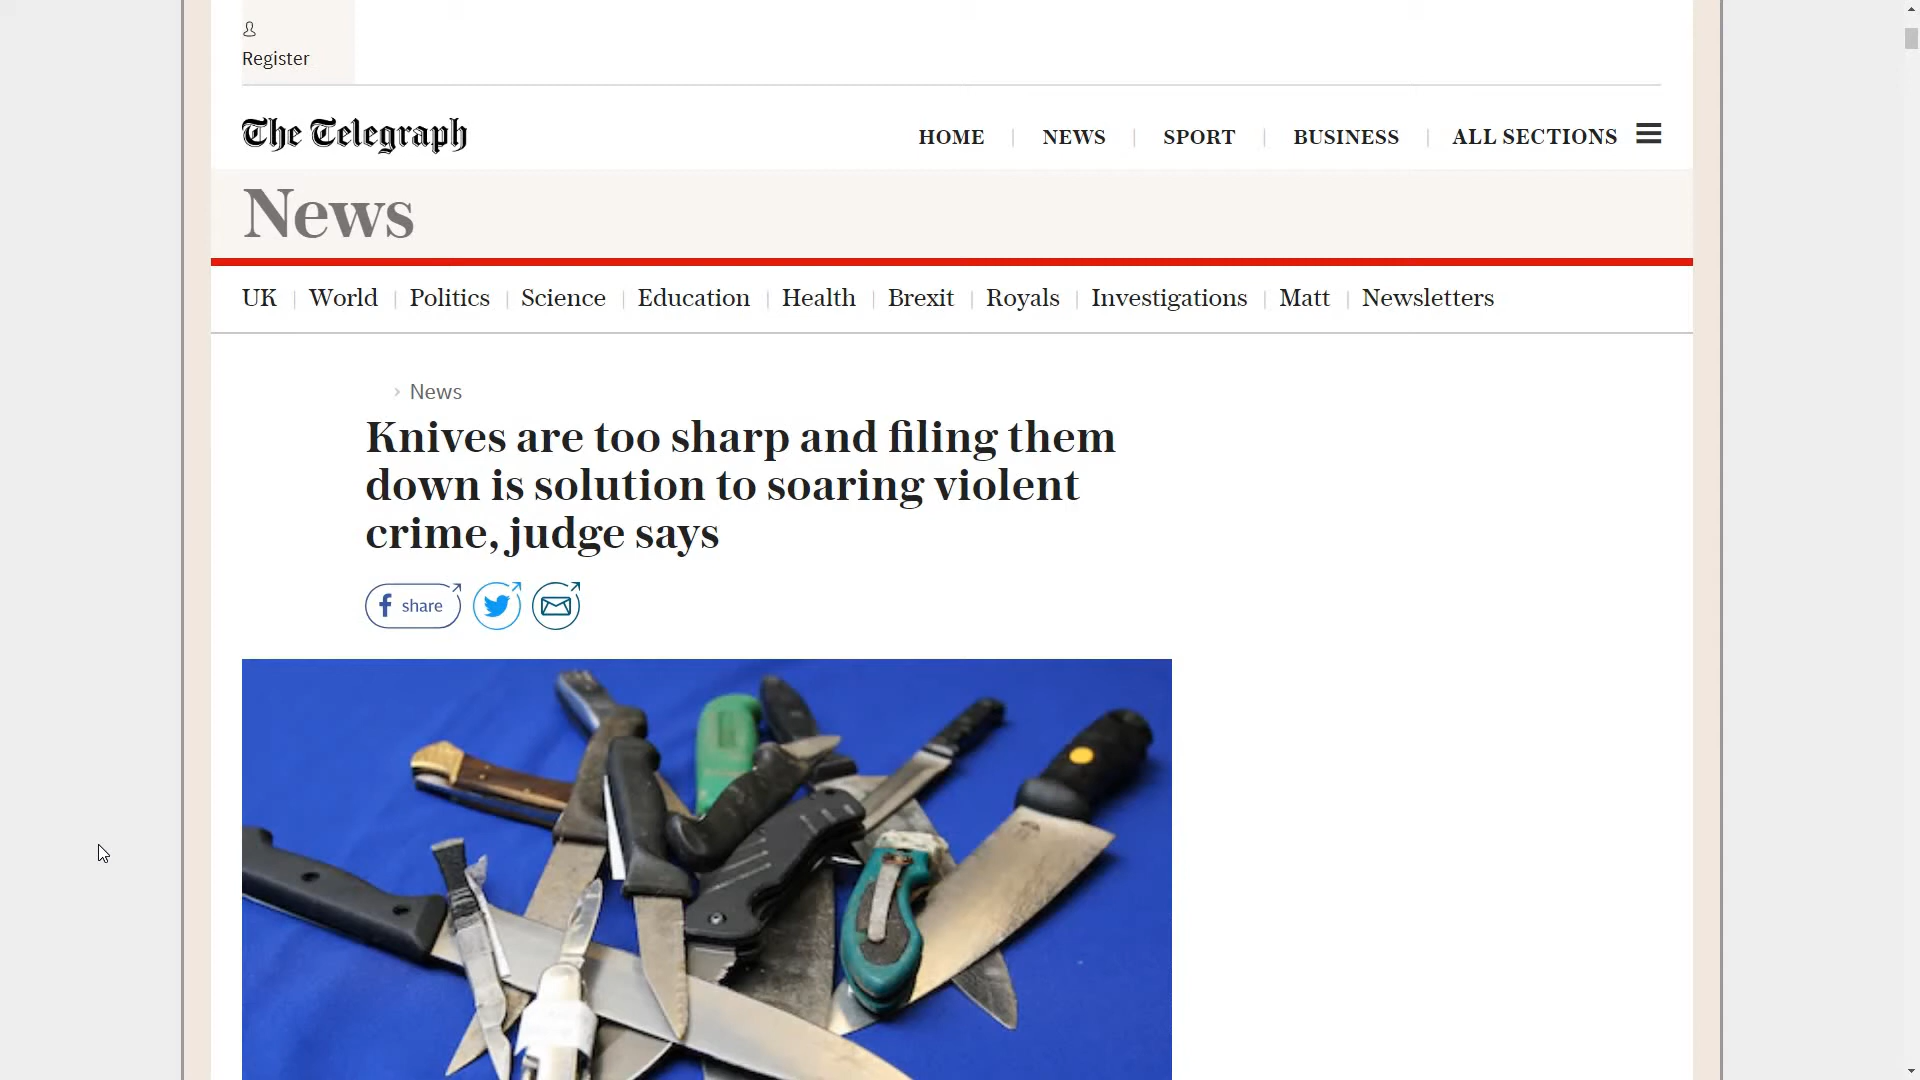 Register
The Telegraph
HOME NEWS SPORT BUSINESS ALL SECTIONS
News
UK World Politics Science Education Health Brexit Royals Investigations Matt Newsletters
› News
Knives are too sharp and filing them
down is solution to soaring violent
crime, judge says
share